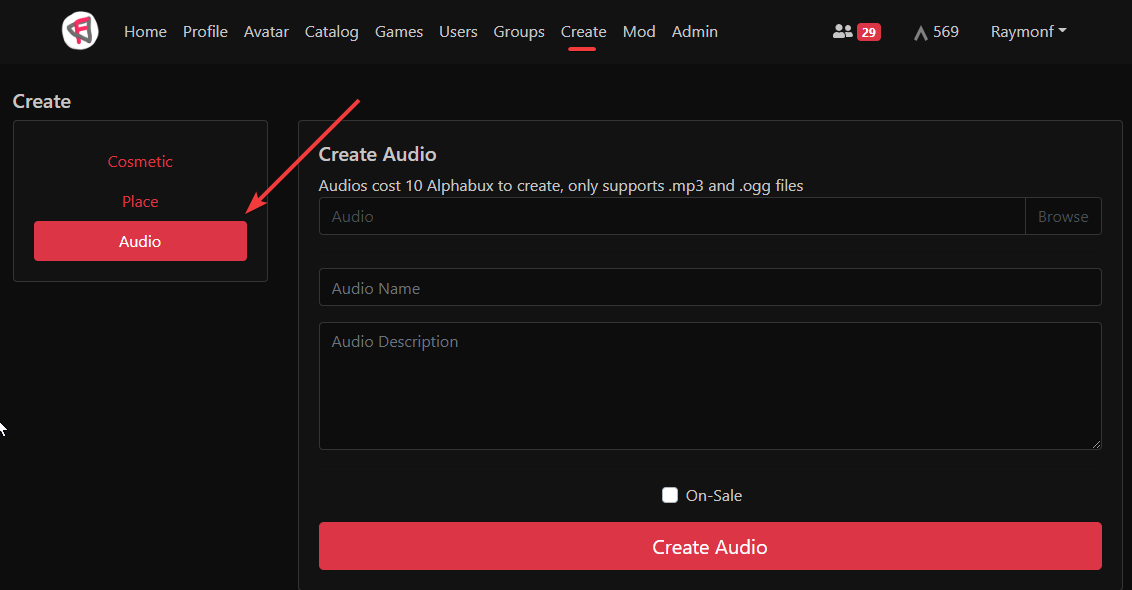 Home Profile Avatar Catalog Games Users Groups Create Mod Admin 29 569 Raymonf
Create
Cosmetic
Place
Audio
Create Audio
Audios cost 10 Alphabux to create, only supports .mp3 and .ogg files
Audio Browse
Audio Name
Audio Description
On-Sale
Create Audio